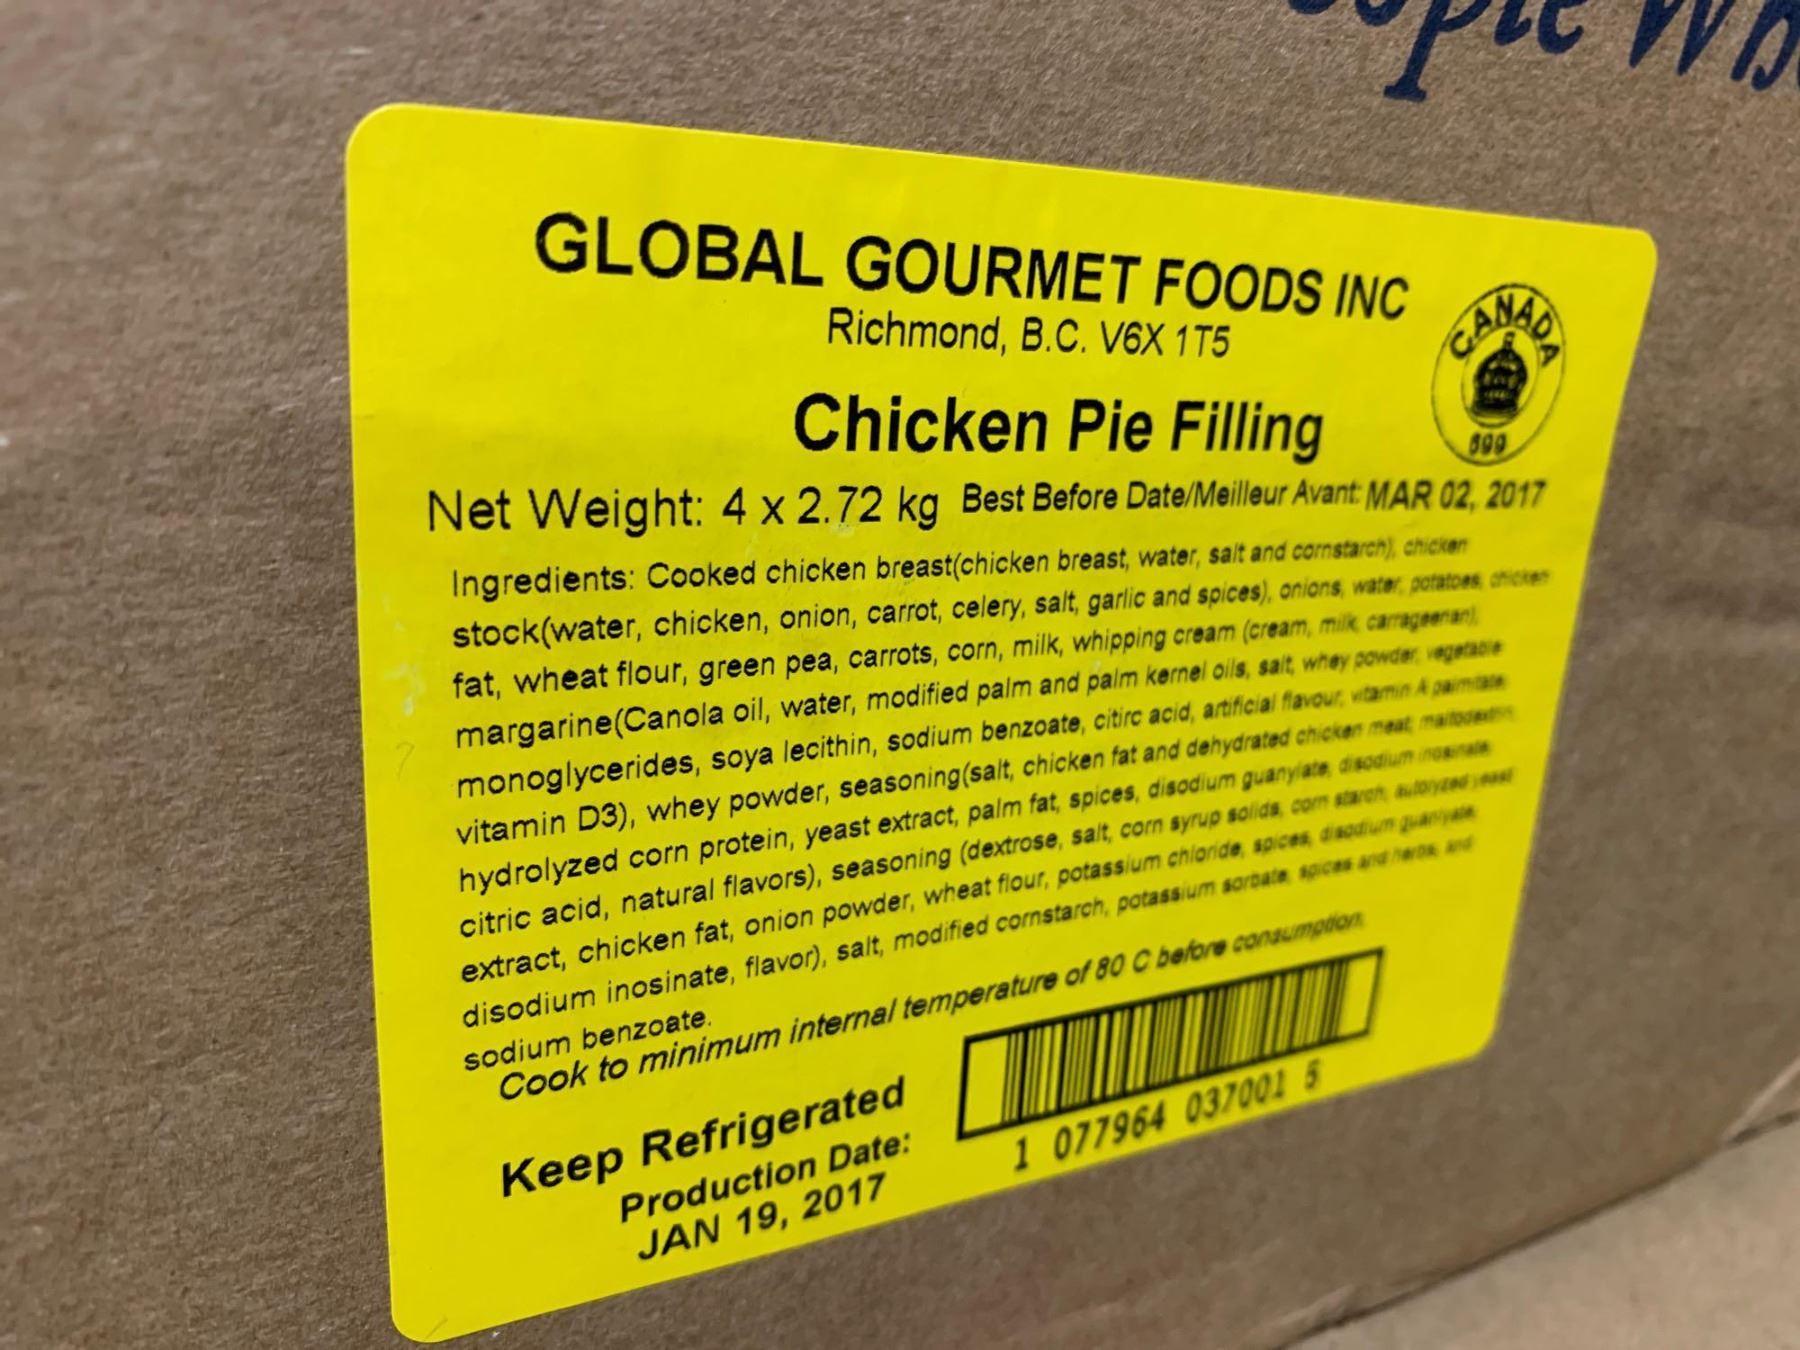 GLOBAL GOURMET FOODS INC
Richmond, B.C. V6X 1T5
CANADA
699
Chicken Pie Filling
Net Weight: 4 x 2.72 kg Best Before Date/Meilleur Avant: MAR 02, 2017
Ingredients: Cooked chicken breast(chicken breast, water, salt and cornstarch), chicken
stock(water, chicken, onion, carrot, celery, salt, garlic and spices), onions, water, potatoes, chicken
fat, wheat flour, green pea, carrots, corn, milk, whipping cream (cream, milk, carrageenan),
margarine(Canola oil, water, modified palm and palm kernel oils, salt, whey powder, vegetable
monoglycerides, soya lecithin, sodium benzoate, citirc acid, artificial flavour, vitamin A palmitate,
vitamin D3), whey powder, seasoning(salt, chicken fat and dehydrated chicken meat, maltodextrin,
hydrolyzed corn protein, yeast extract, palm fat, spices, disodium guanylate, disodium inosinate,
citric acid, natural flavors), seasoning (dextrose, salt, corn syrup solids, corn starch, autolyzed yeast
extract, chicken fat, onion powder, wheat flour, potassium chloride, spices, disodium guanlyate,
disodium inosinate, flavor), salt, modified cornstarch, potassium sorbate, spices and herbs, and
sodium benzoate.
Cook to minimum internal temperature of 80 C before consumption.
Keep Refrigerated
Production Date:
JAN 19, 2017
1 077964 037001 5